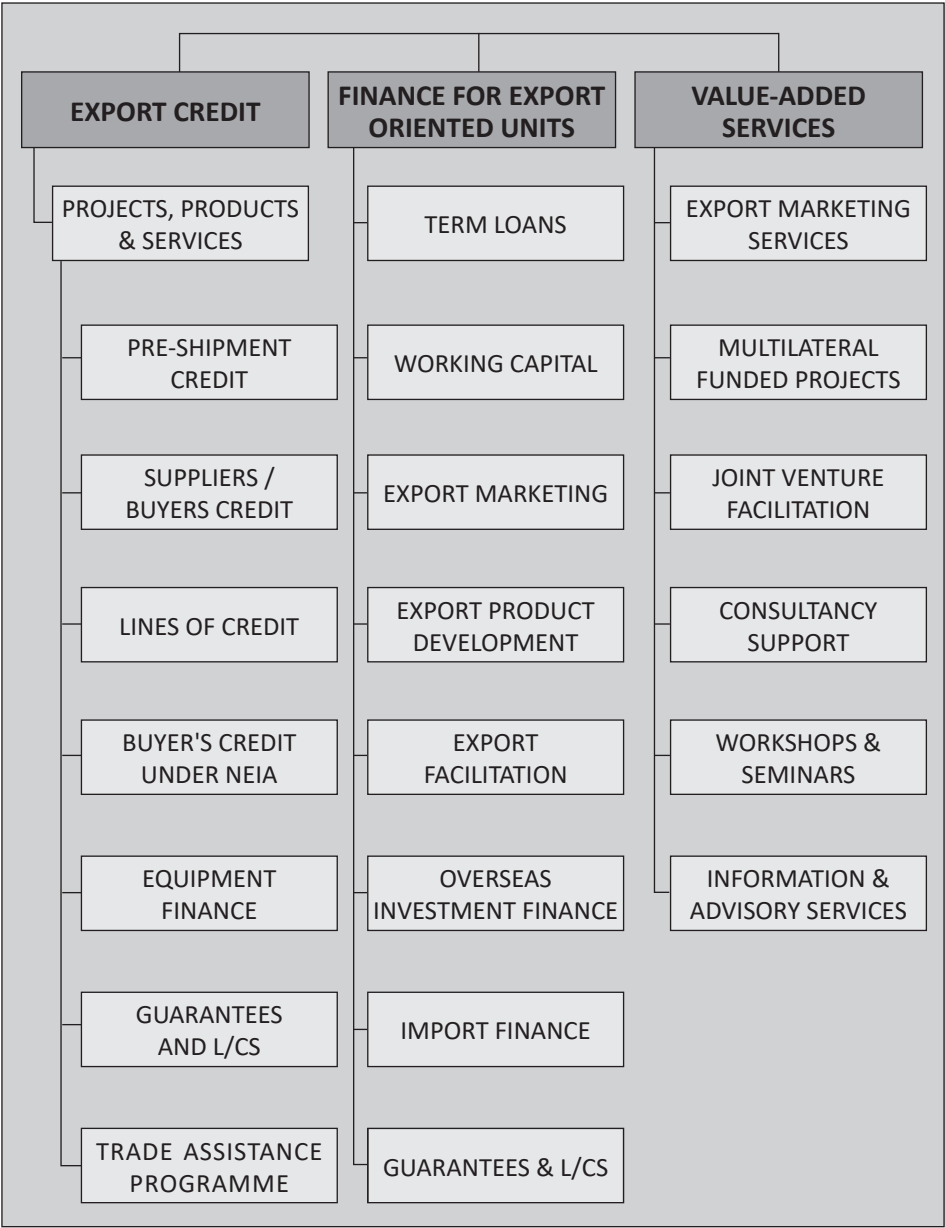 EXPORT CREDIT
PROJECTS, PRODUCTS
& SERVICES
PRE-SHIPMENT
CREDIT
SUPPLIERS /
BUYERS CREDIT
LINES OF CREDIT
BUYER'S CREDIT
UNDER NEIA
EQUIPMENT
FINANCE
GUARANTEES
AND L/CS
TRADE ASSISTANCE
PROGRAMME
FINANCE FOR EXPORT
ORIENTED UNITS
TERM LOANS
WORKING CAPITAL
EXPORT MARKETING
EXPORT PRODUCT
DEVELOPMENT
EXPORT
FACILITATION
OVERSEAS
INVESTMENT FINANCE
IMPORT FINANCE
GUARANTEES & L/CS
VALUE-ADDED
SERVICES
EXPORT MARKETING
SERVICES
MULTILATERAL
FUNDED PROJECTS
JOINT VENTURE
FACILITATION
CONSULTANCY
SUPPORT
WORKSHOPS &
SEMINARS
INFORMATION &
ADVISORY SERVICES